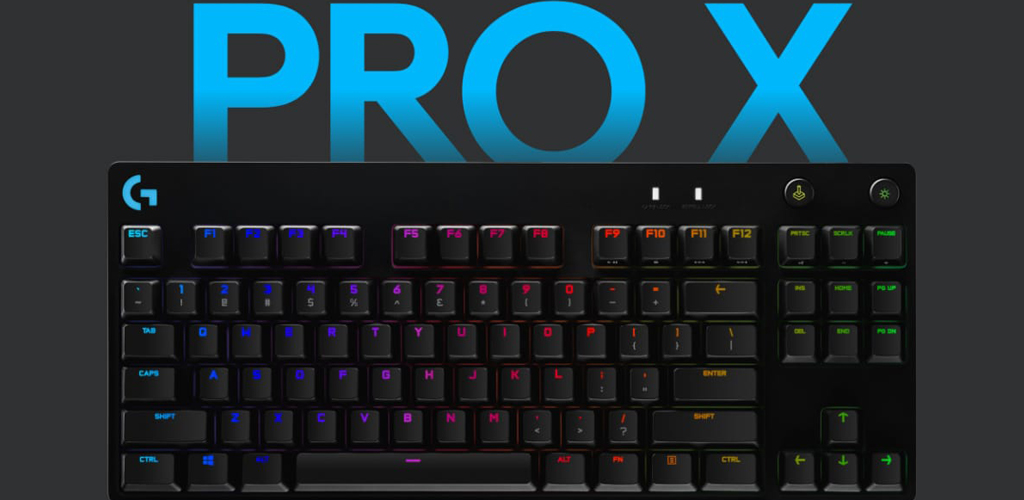 PRO X
G
ESC F1 F2 F3 F4 F5 F6 F7 F8 F9 F10 F11 F12 PRTSC SCRLK PAUSE
` 1 2 3 4 5 6 7 8 9 0 - = ← INS HOME PG UP
~ ! @ # $ % ^ & * ( ) _ +
TAB Q W E R T Y U I O P [ ] \ DEL END PG DN
{ } |
CAPS A S D F G H J K L ; ' ENTER
: "
SHIFT Z X C V B N M , . / SHIFT ↑
< > ?
CTRL ALT ALT FN CTRL ← ↓ →